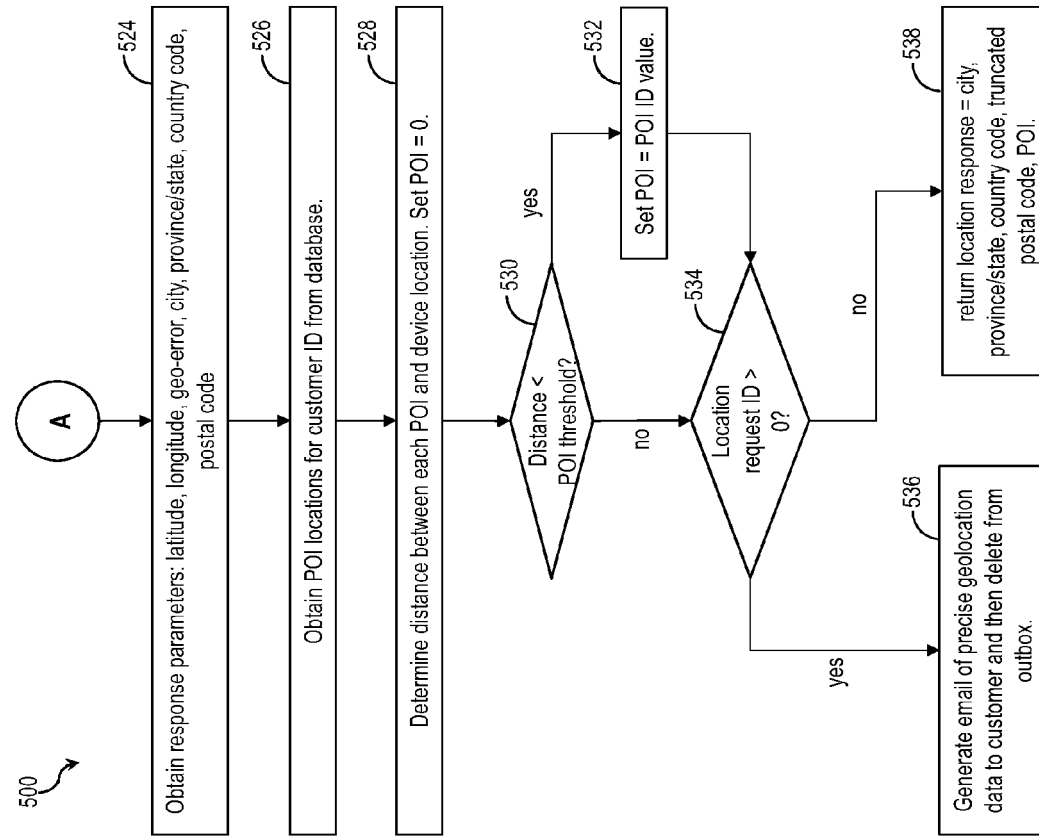 500
A
524
Obtain response parameters: latitude, longitude, geo-error, city, province/state, country code,
postal code
526
Obtain POI locations for customer ID from database.
528
Determine distance between each POI and device location. Set POI = 0.
530
Distance <
POI threshold?
yes
532
Set POI = POI ID value.
no
534
Location
request ID >
0?
yes
no
536
Generate email of precise geolocation
data to customer and then delete from
outbox.
538
return location response = city,
province/state, country code, truncated
postal code, POI.